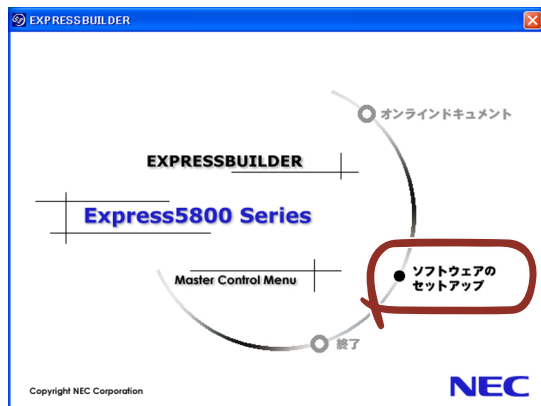 EXPRESSBUILDER
オンラインドキュメント
EXPRESSBUILDER
Express5800 Series
ソフトウェアの
セットアップ
Master Control Menu
終了
Copyright NEC Corporation
NEC